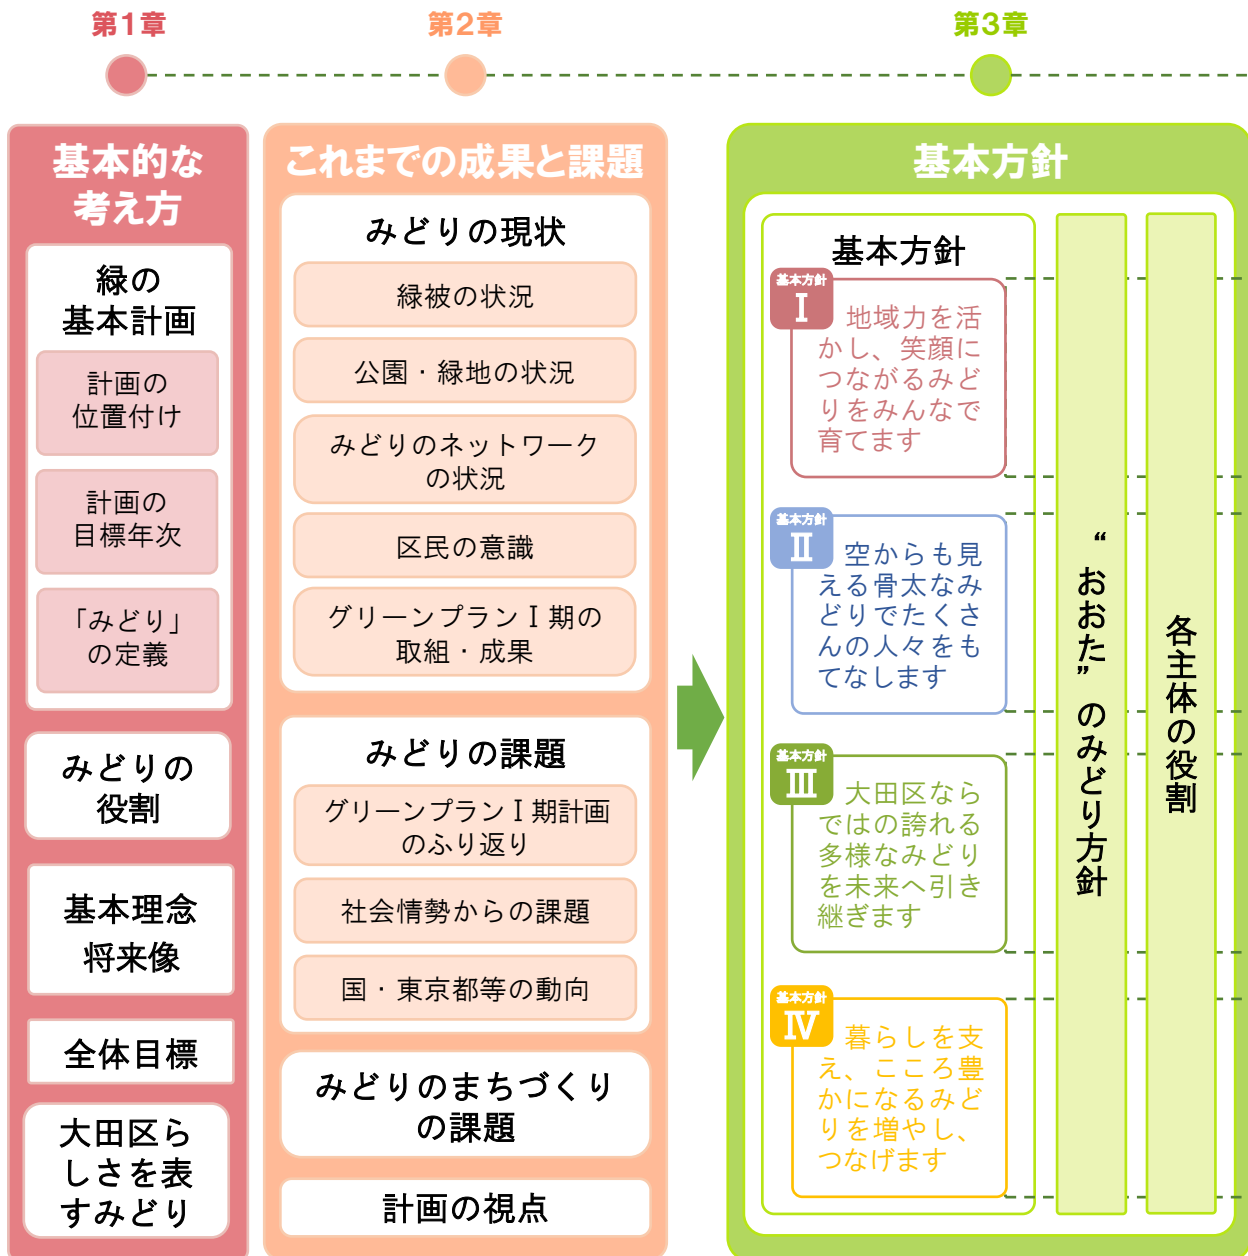 第1章
第2章
第3章
基本的な
考え方
緑の
基本計画
計画の
位置付け
計画の
目標年次
「みどり」
の定義
みどりの
役割
基本理念
将来像
全体目標
大田区ら
しさを表
すみどり
これまでの成果と課題
みどりの現状
緑被の状況
公園・緑地の状況
みどりのネットワーク
の状況
区民の意識
グリーンプランⅠ期の
取組・成果
みどりの課題
グリーンプランⅠ期計画
のふり返り
社会情勢からの課題
国・東京都等の動向
みどりのまちづくり
の課題
計画の視点
基本方針
基本方針
基本方針
Ⅰ
地域力を活
かし、笑顔に
つながるみど
りをみんなで
育てます
基本方針
Ⅱ
空からも見
える骨太なみ
どりでたくさ
んの人々をも
てなします
基本方針
Ⅲ
大田区なら
ではの誇れる
多様なみどり
を未来へ引き
継ぎます
基本方針
Ⅳ
暮らしを支
え、こころ豊
かになるみど
りを増やし、
つなげます
“おおた”のみどり方針
各主体の役割